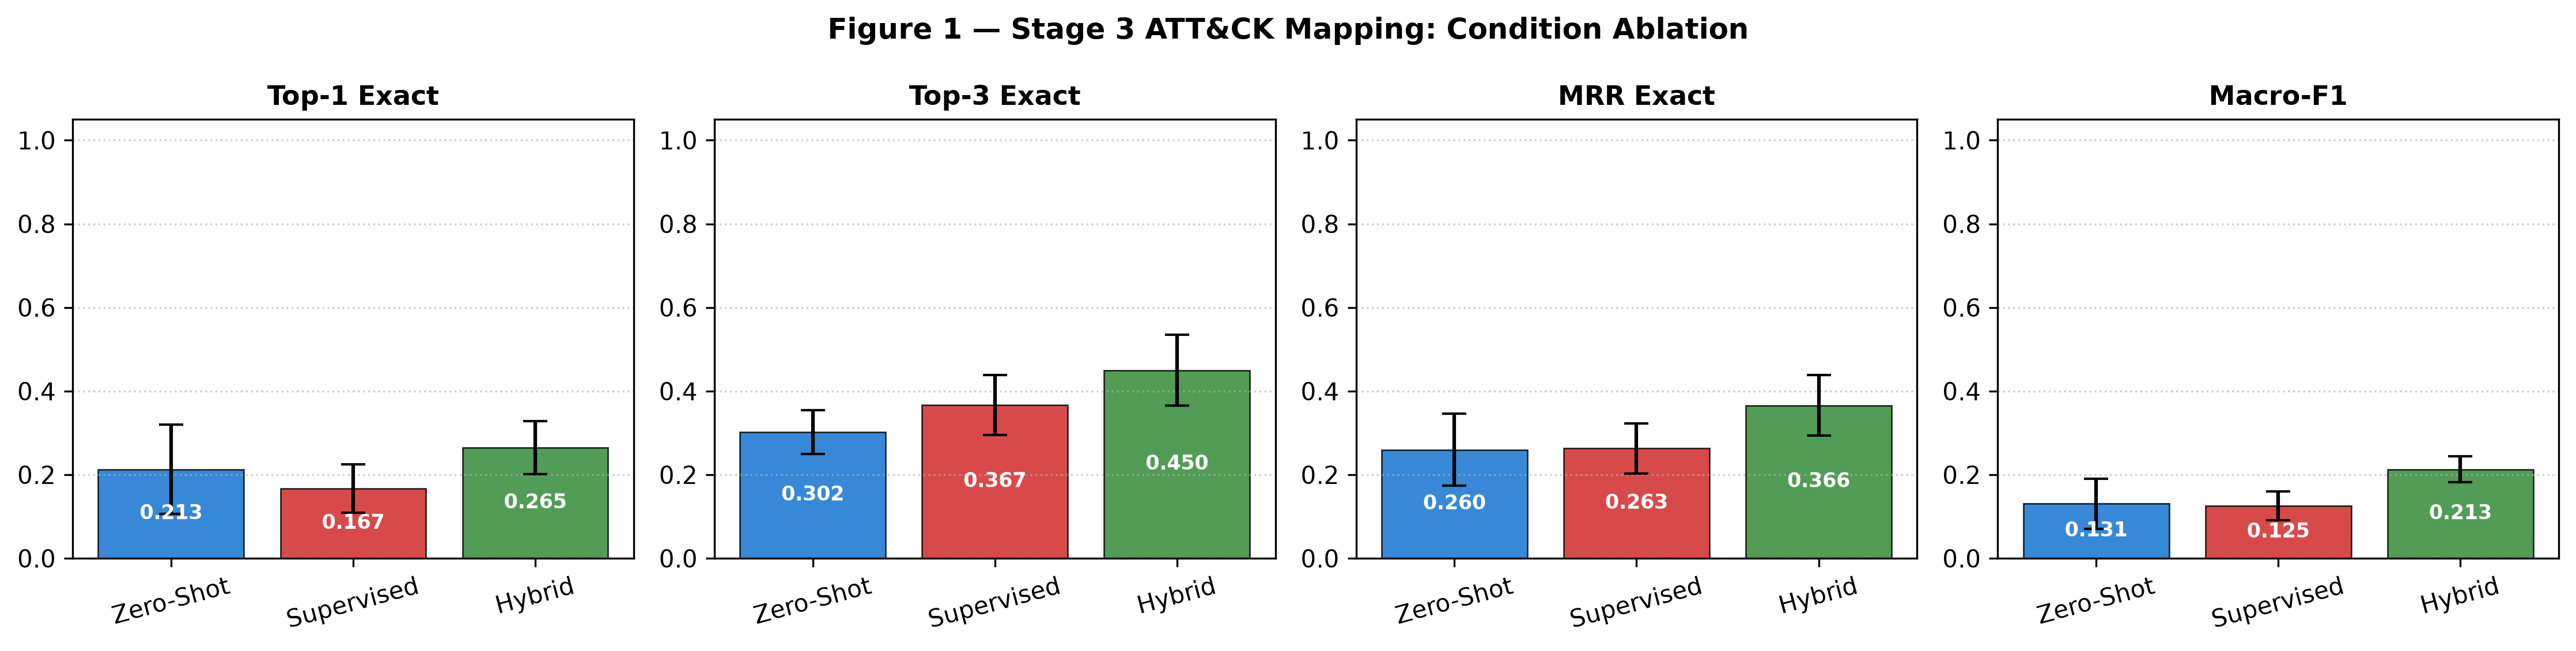 Figure 1 — Stage 3 ATT&CK Mapping: Condition Ablation
Top-1 Exact
1.0
0.8
0.6
0.4
0.2
0.0
0.213
0.167
0.265
Zero-Shot
Supervised
Hybrid
Top-3 Exact
1.0
0.8
0.6
0.4
0.2
0.0
0.302
0.367
0.450
Zero-Shot
Supervised
Hybrid
MRR Exact
1.0
0.8
0.6
0.4
0.2
0.0
0.260
0.263
0.366
Zero-Shot
Supervised
Hybrid
Macro-F1
1.0
0.8
0.6
0.4
0.2
0.0
0.131
0.125
0.213
Zero-Shot
Supervised
Hybrid